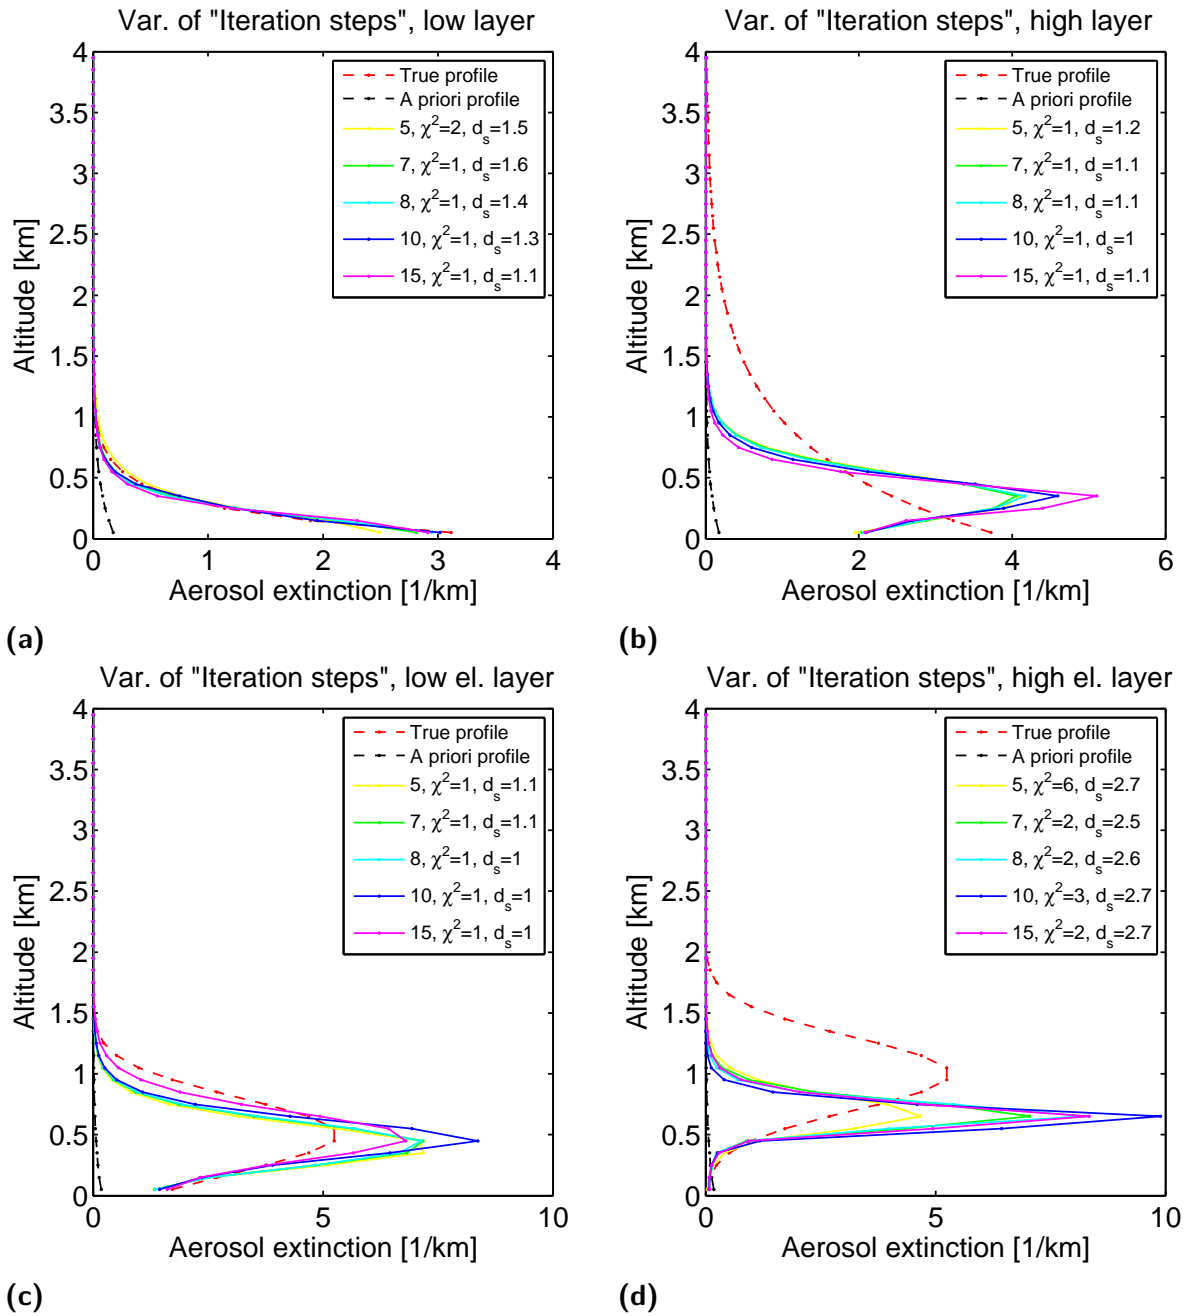 Var. of "Iteration steps", low layer
4
3.5
3
2.5
2
1.5
1
0.5
0
Altitude [km]
True profile
A priori profile
5, χ²=2, dₛ=1.5
7, χ²=1, dₛ=1.6
8, χ²=1, dₛ=1.4
10, χ²=1, dₛ=1.3
15, χ²=1, dₛ=1.1
0 1 2 3 4
Aerosol extinction [1/km]
(a)
Var. of "Iteration steps", high layer
4
3.5
3
2.5
2
1.5
1
0.5
0
Altitude [km]
True profile
A priori profile
5, χ²=1, dₛ=1.2
7, χ²=1, dₛ=1.1
8, χ²=1, dₛ=1.1
10, χ²=1, dₛ=1
15, χ²=1, dₛ=1.1
0 2 4 6
Aerosol extinction [1/km]
(b)
Var. of "Iteration steps", low el. layer
4
3.5
3
2.5
2
1.5
1
0.5
0
Altitude [km]
True profile
A priori profile
5, χ²=1, dₛ=1.1
7, χ²=1, dₛ=1.1
8, χ²=1, dₛ=1
10, χ²=1, dₛ=1
15, χ²=1, dₛ=1
0 5 10
Aerosol extinction [1/km]
(c)
Var. of "Iteration steps", high el. layer
4
3.5
3
2.5
2
1.5
1
0.5
0
Altitude [km]
True profile
A priori profile
5, χ²=6, dₛ=2.7
7, χ²=2, dₛ=2.5
8, χ²=2, dₛ=2.6
10, χ²=3, dₛ=2.7
15, χ²=2, dₛ=2.7
0 5 10
Aerosol extinction [1/km]
(d)